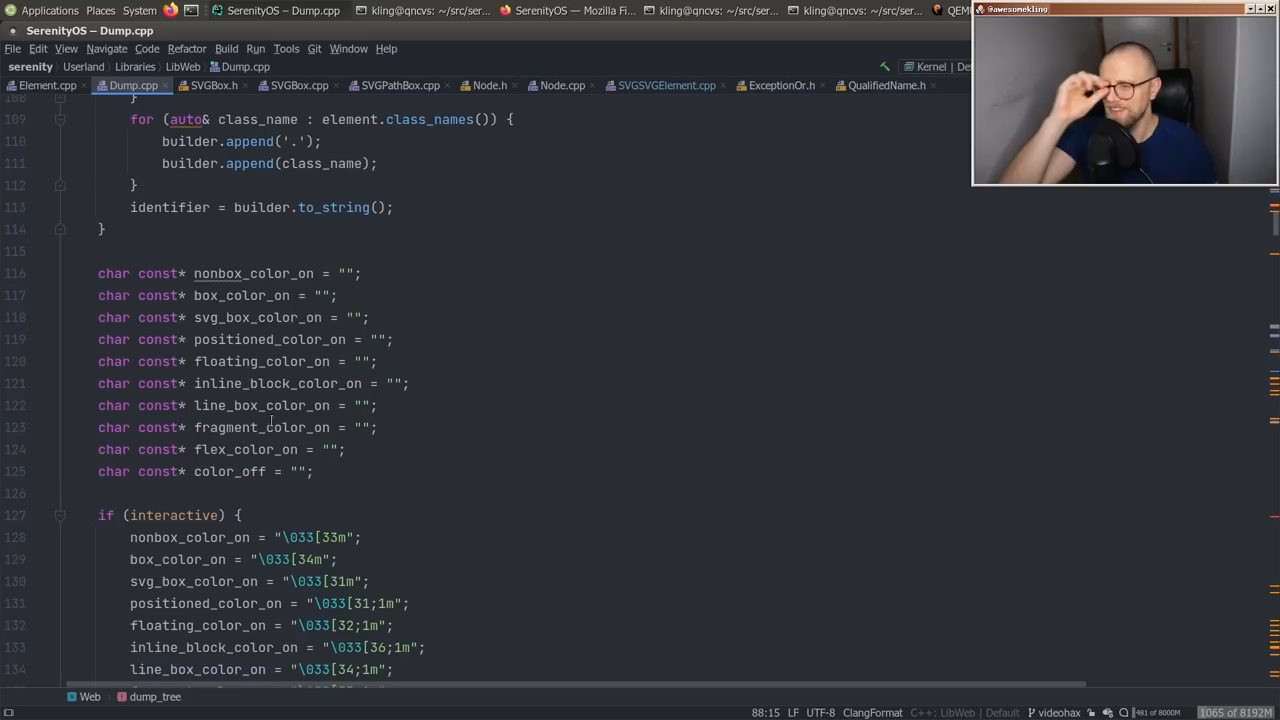 Applications Places System SerenityOS – Dump.cpp kling@qncvs: ~/src/ser… SerenityOS — Mozilla Fi… kling@qncvs: ~/src/ser… kling@qncvs: ~/src/ser… QEM
@awesomekling
SerenityOS – Dump.cpp
File Edit View Navigate Code Refactor Build Run Tools Git Window Help
serenity Userland Libraries LibWeb Dump.cpp Kernel De
Element.cpp Dump.cpp SVGBox.h SVGBox.cpp SVGPathBox.cpp Node.h Node.cpp SVGSVGElement.cpp ExceptionOr.h QualifiedName.h
108 }
109 for (auto& class_name : element.class_names()) {
110 builder.append('.');
111 builder.append(class_name);
112 }
113 identifier = builder.to_string();
114 }
115
116 char const* nonbox_color_on = "";
117 char const* box_color_on = "";
118 char const* svg_box_color_on = "";
119 char const* positioned_color_on = "";
120 char const* floating_color_on = "";
121 char const* inline_block_color_on = "";
122 char const* line_box_color_on = "";
123 char const* fragment_color_on = "";
124 char const* flex_color_on = "";
125 char const* color_off = "";
126
127 if (interactive) {
128 nonbox_color_on = "\033[33m";
129 box_color_on = "\033[34m";
130 svg_box_color_on = "\033[31m";
131 positioned_color_on = "\033[31;1m";
132 floating_color_on = "\033[32;1m";
133 inline_block_color_on = "\033[36;1m";
134 line_box_color_on = "\033[34;1m";
Web dump_tree
88:15 LF UTF-8 ClangFormat C++: LibWeb | Default videohax 481 of 8000M 1065 of 8192M